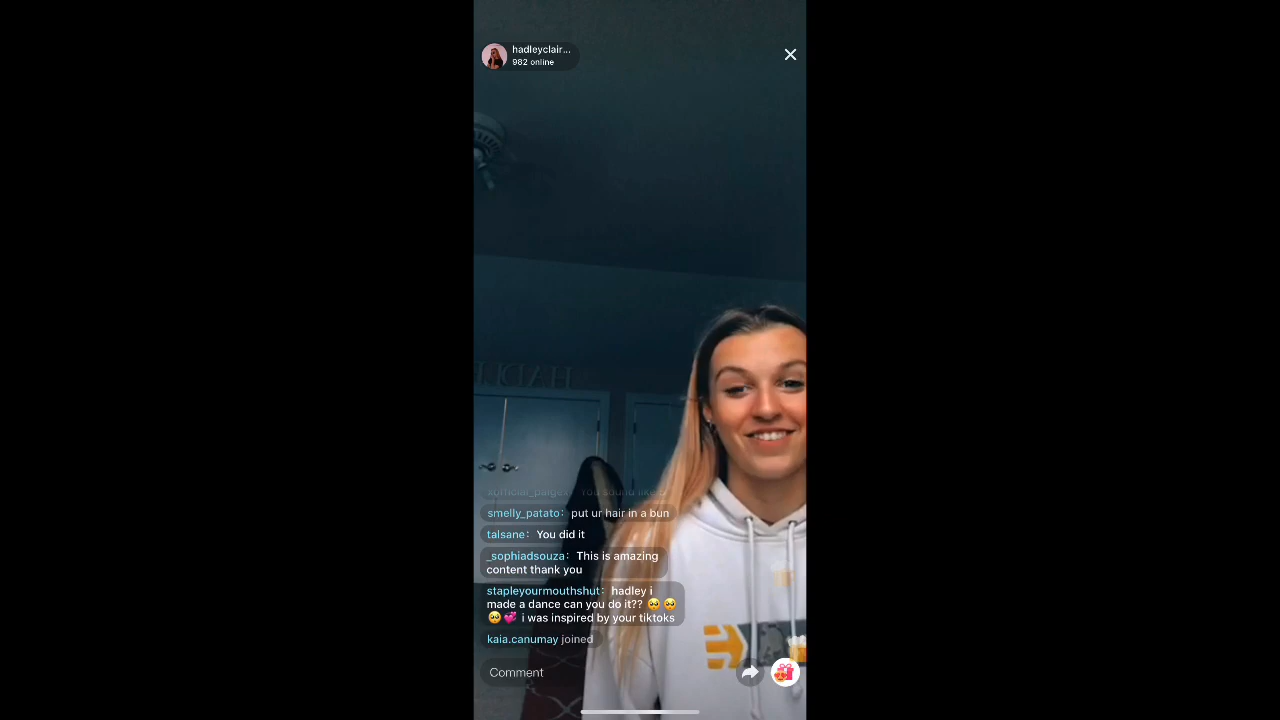 hadleyclair...
982 online
smelly_patato: put ur hair in a bun
talsane: You did it
_sophiadsouza: This is amazing
content thank you
stapleyourmouthshut: hadley i
made a dance can you do it?? 🥺 🥺
🥺 💞 i was inspired by your tiktoks
kaia.canumay joined
Comment